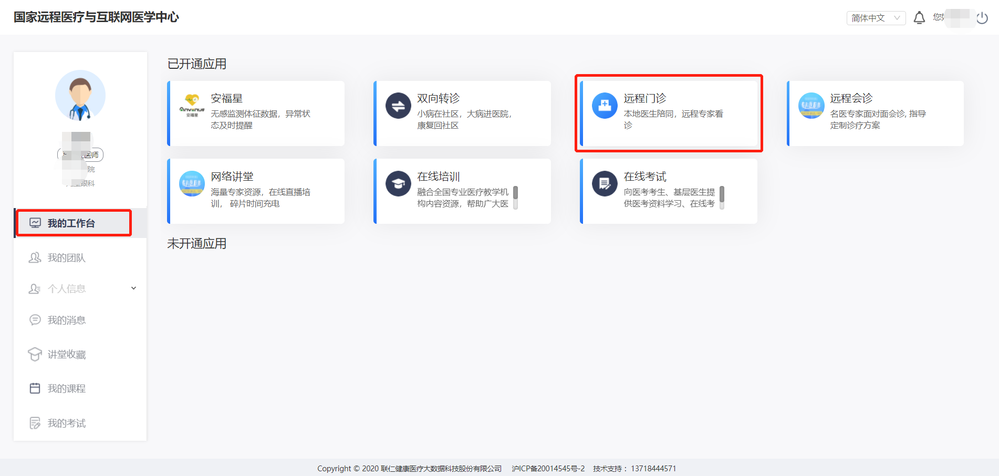 国家远程医疗与互联网医学中心
简体中文
您好
医师
院
眼科
我的工作台
我的团队
个人信息
我的消息
讲堂收藏
我的课程
我的考试
已开通应用
安福星
无感监测体征数据，异常状
态及时提醒
安福星
双向转诊
小病在社区，大病进医院，
康复回社区
远程门诊
本地医生陪同，远程专家看
诊
远程会诊
名医专家面对面会诊, 指导
定制诊疗方案
网络讲堂
海量专家资源，在线直播培
训， 碎片时间充电
在线培训
融合全国专业医疗教学机
构内容资源，帮助广大医
在线考试
向医考考生、基层医生提
供医考资料学习、在线考
未开通应用
Copyright © 2020 联仁健康医疗大数据科技股份有限公司 沪ICP备20014545号-2 技术支持：13718444571